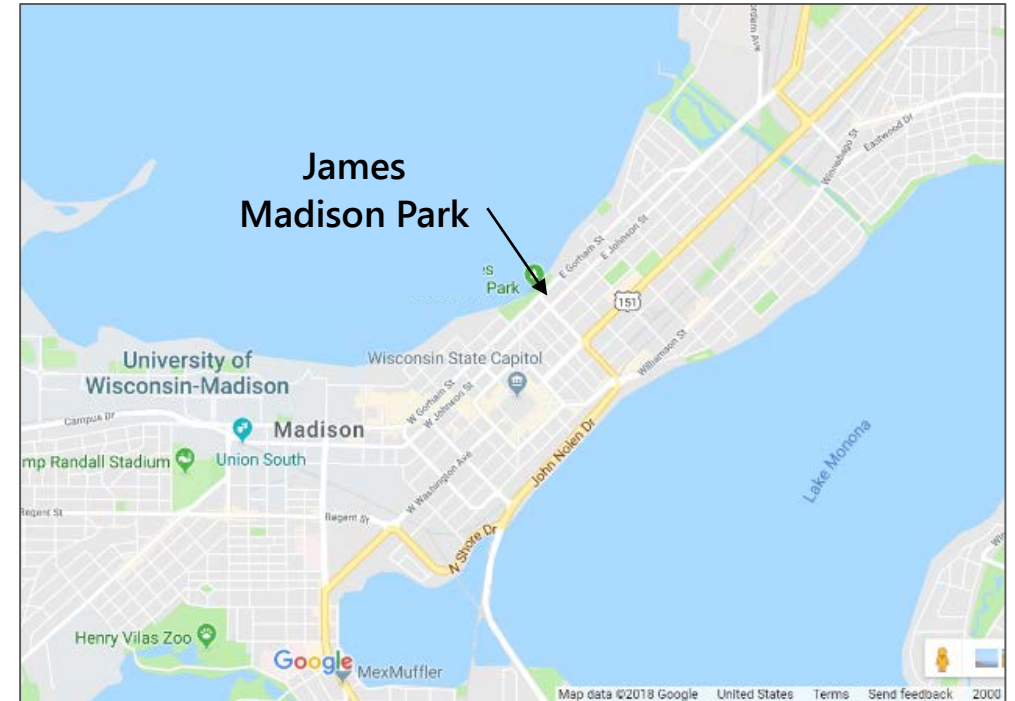 Eastwood Dr
Winnebago St
James
Madison Park
E Gorham St
E Johnson St
Park
151
University of
Wisconsin-Madison
Wisconsin State Capitol
Williamson St
W Gorham St
W Johnson St
Campus Dr
Madison
mp Randall Stadium
Union South
W Washington Ave
John Nolen Dr
Lake Monona
Regent St
Regent St
N Shore Dr
Henry Vilas Zoo
Google
MexMuffler
Map data ©2018 Google United States Terms Send feedback 2000